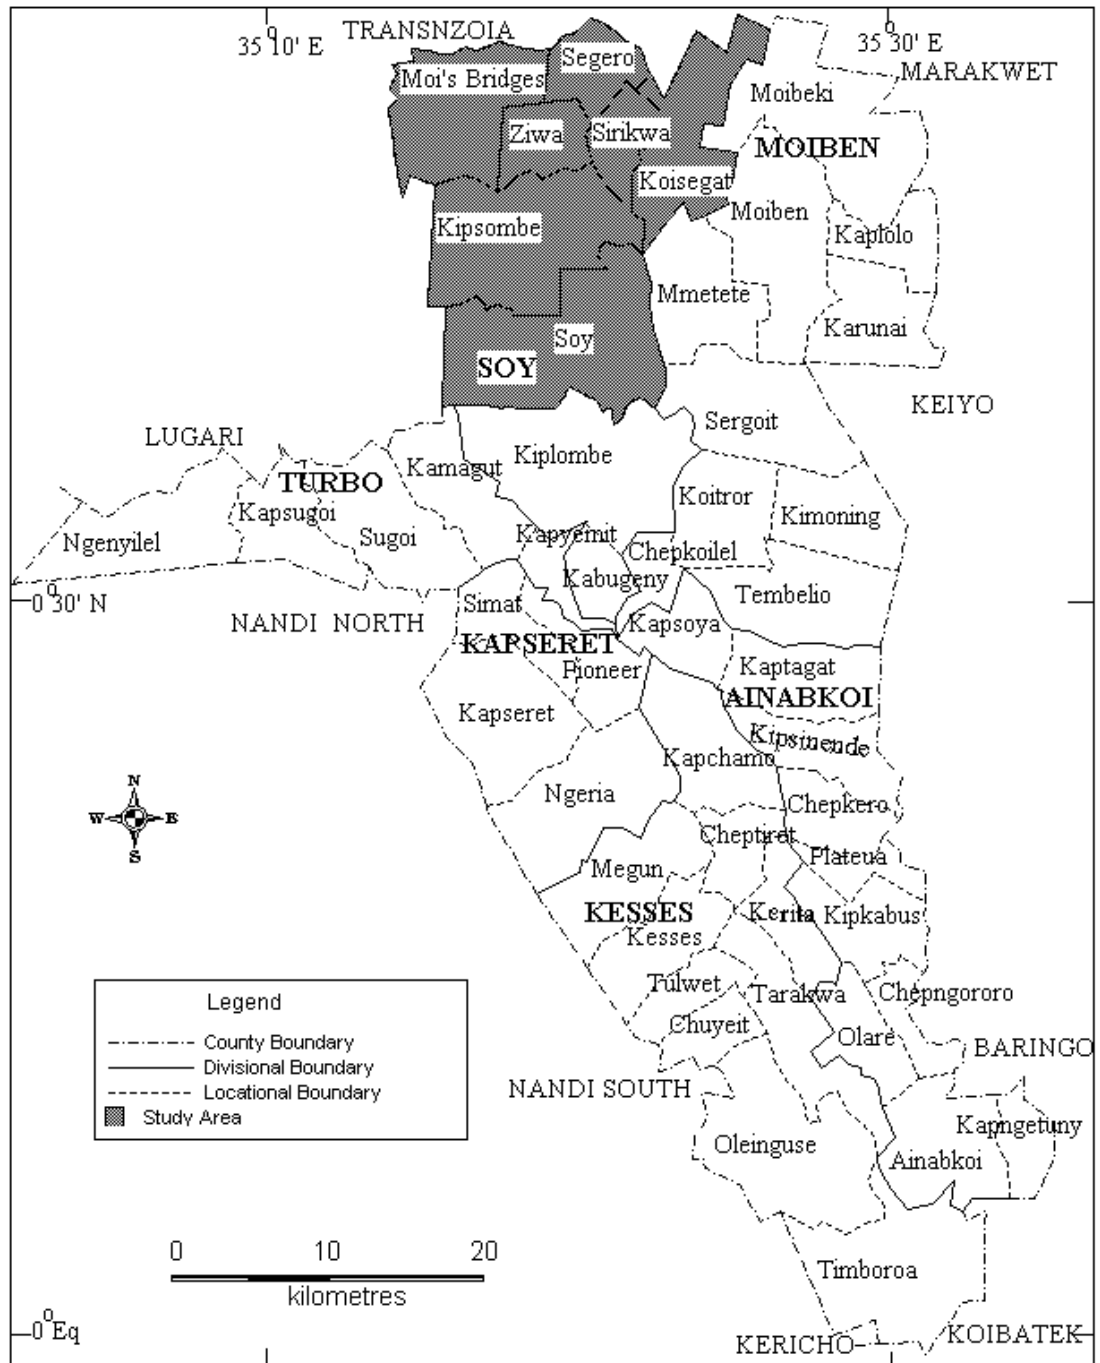 TRANSNZOIA
35°10' E
35°30' E
Segero
Moi's Bridges
MARAKWET
Moibeki
Ziwa
Sirikwa
MOIBEN
Koisegat
Moiben
Kipsombe
Kaplolo
Mmetete
Karunai
Soy
SOY
KEIYO
Sergoit
LUGARI
Kiplombe
Kamagut
TURBO
Koitror
Kapsugoi
Kimoning
Sugoi
Kapyemit
Ngenyilel
Chepkoilel
Kabugeny
Tembelio
0°30' N
Simat
NANDI NORTH
Kapsoya
KAPSERET
Pioneer
Kaptagat
AINABKOI
Kapseret
Kipsinende
Kapchamo
N
Ngeria
Chepkero
W E
Cheptiret
S
Plateua
Megun
KESSES
Kerita
Kipkabus
Kesses
Tulwet
Tarakwa
Chepngororo
Legend
Chuyeit
Olare
County Boundary
BARINGO
Divisional Boundary
NANDI SOUTH
Locational Boundary
Study Area
Kapngetuny
Oleinguse
Ainabkoi
0 10 20
Timboroa
kilometres
0°Eq
KOIBATEK
KERICHO